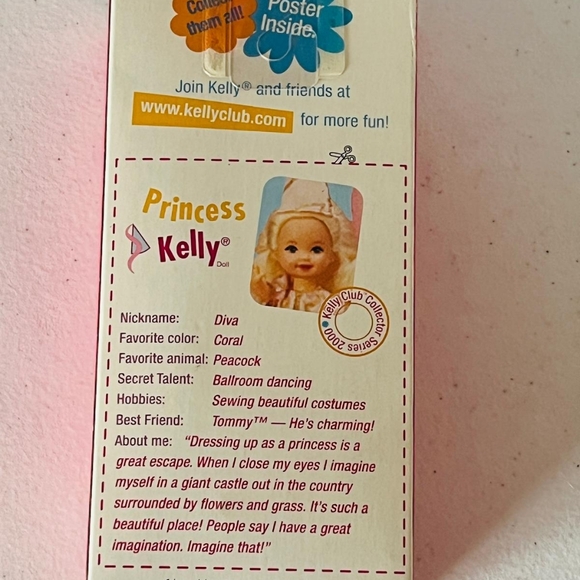 Collec
them all!
Poster
Inside.
Join Kelly® and friends at
www.kellyclub.com for more fun!
Princess
Kelly®
Doll
Kelly Club Collector Series 2000
Nickname: Diva
Favorite color: Coral
Favorite animal: Peacock
Secret Talent: Ballroom dancing
Hobbies: Sewing beautiful costumes
Best Friend: Tommy™ — He's charming!
About me: "Dressing up as a princess is a
great escape. When I close my eyes I imagine
myself in a giant castle out in the country
surrounded by flowers and grass. It's such a
beautiful place! People say I have a great
imagination. Imagine that!"